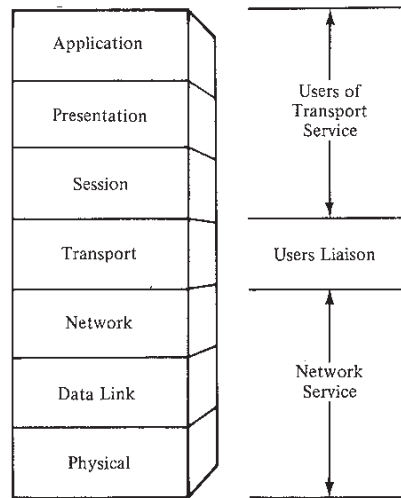 Application
Presentation
Session
Transport
Network
Data Link
Physical
Users of
Transport
Service
Users Liaison
Network
Service